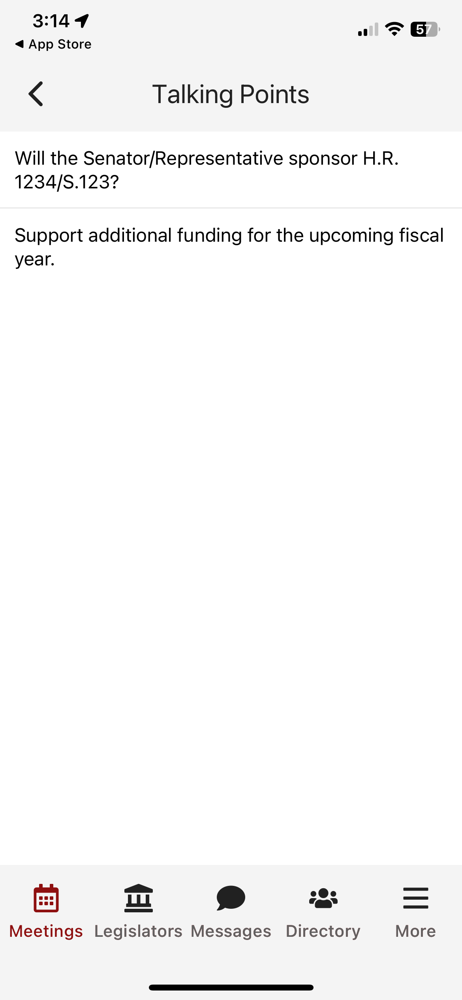 3:14
57
◀ App Store
Talking Points
Will the Senator/Representative sponsor H.R.
1234/S.123?
Support additional funding for the upcoming fiscal
year.
Meetings Legislators Messages Directory More